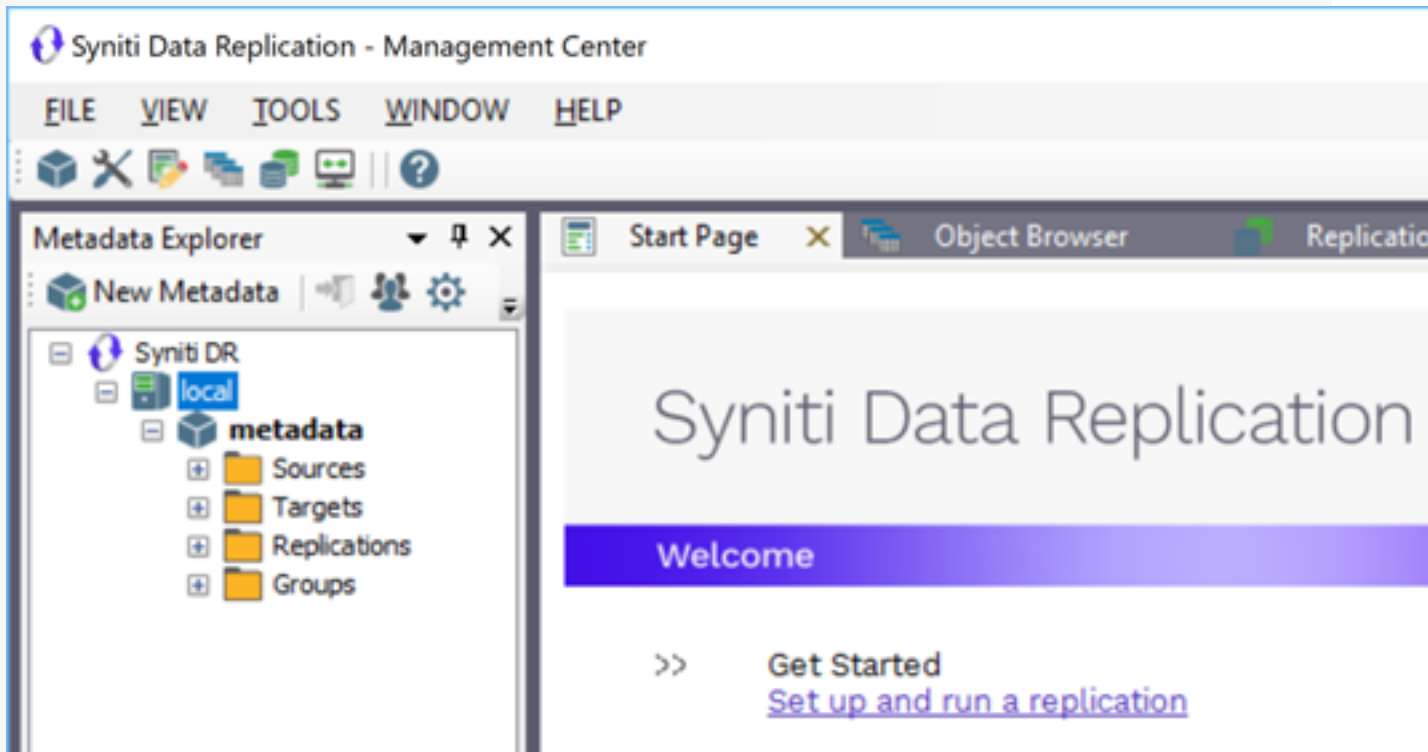 Syniti Data Replication - Management Center
FILE VIEW TOOLS WINDOW HELP
Metadata Explorer
New Metadata
Syniti DR
local
metadata
Sources
Targets
Replications
Groups
Start Page
Object Browser
Replicatio
Syniti Data Replication
Welcome
>> Get Started
Set up and run a replication